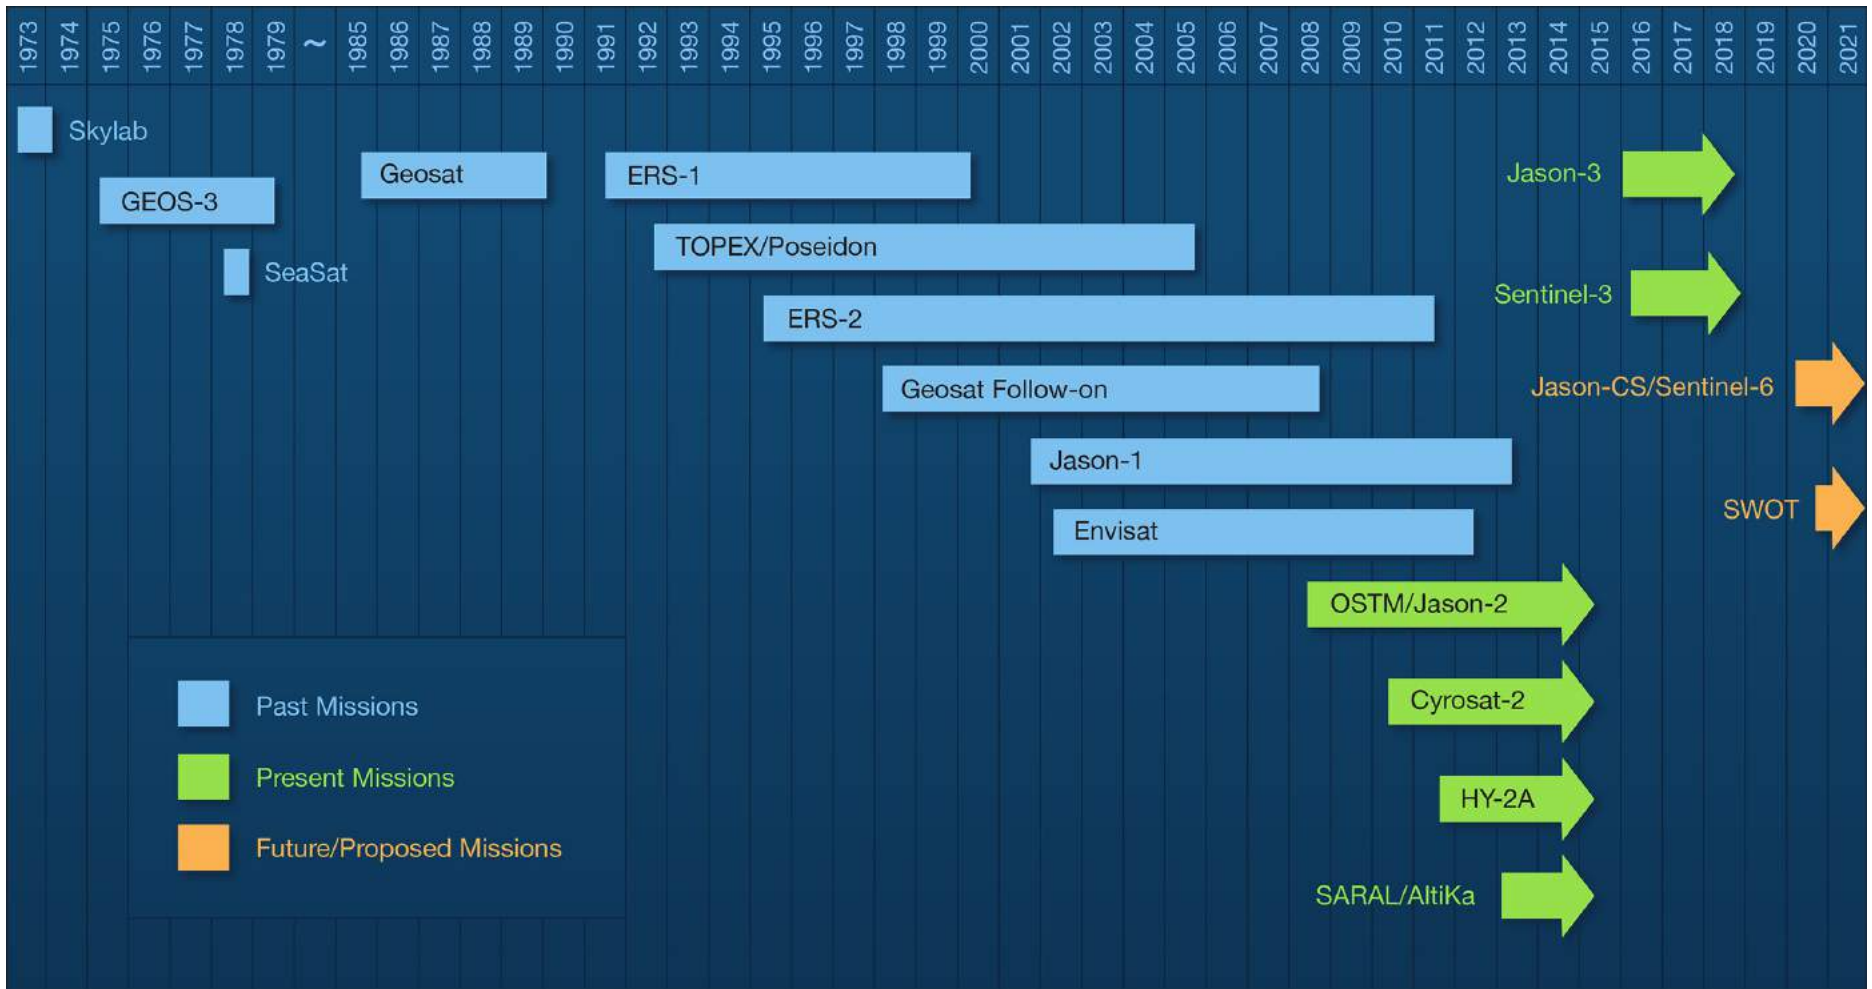 1973 1974 1975 1976 1977 1978 1979 ~ 1985 1986 1987 1988 1989 1990 1991 1992 1993 1994 1995 1996 1997 1998 1999 2000 2001 2002 2003 2004 2005 2006 2007 2008 2009 2010 2011 2012 2013 2014 2015 2016 2017 2018 2019 2020 2021
Skylab
Geosat
ERS-1
Jason-3
GEOS-3
TOPEX/Poseidon
SeaSat
Sentinel-3
ERS-2
Geosat Follow-on
Jason-CS/Sentinel-6
Jason-1
SWOT
Envisat
OSTM/Jason-2
Cyrosat-2
HY-2A
SARAL/AltiKa
Past Missions
Present Missions
Future/Proposed Missions